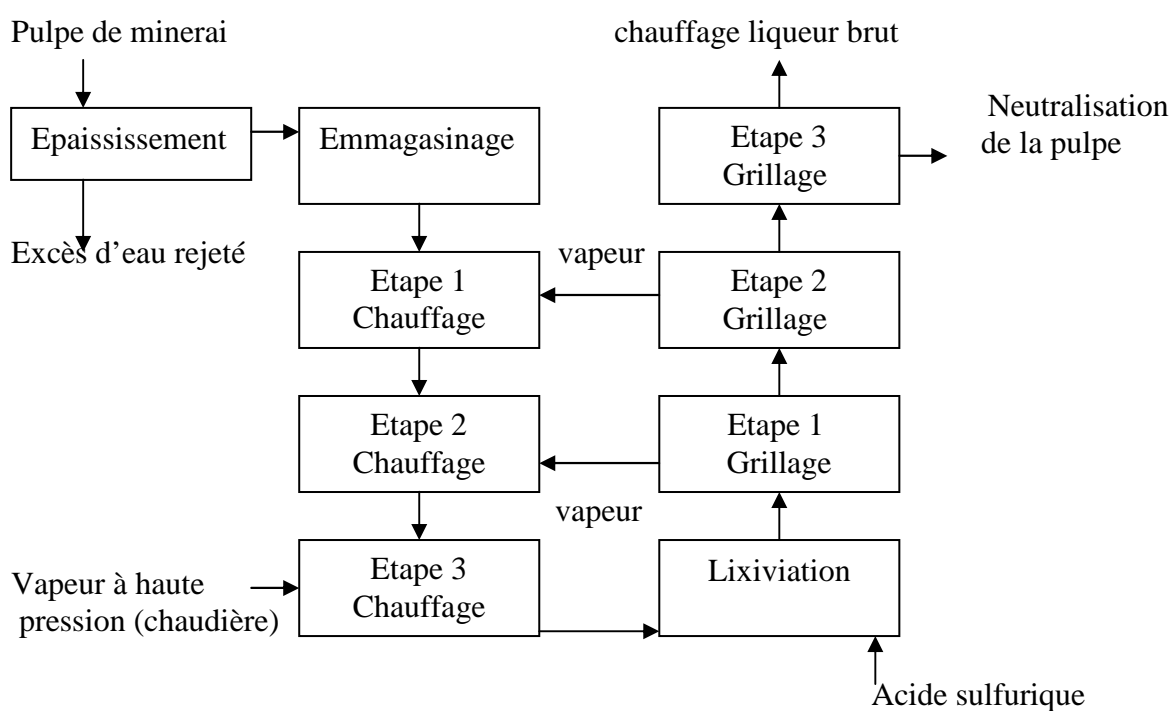 Pulpe de minerai
chauffage liqueur brut
Neutralisation
de la pulpe
Epaississement
Emmagasinage
Etape 3
Grillage
Excès d'eau rejeté
vapeur
Etape 1
Chauffage
Etape 2
Grillage
Etape 2
Chauffage
Etape 1
Grillage
vapeur
Vapeur à haute
pression (chaudière)
Etape 3
Chauffage
Lixiviation
Acide sulfurique